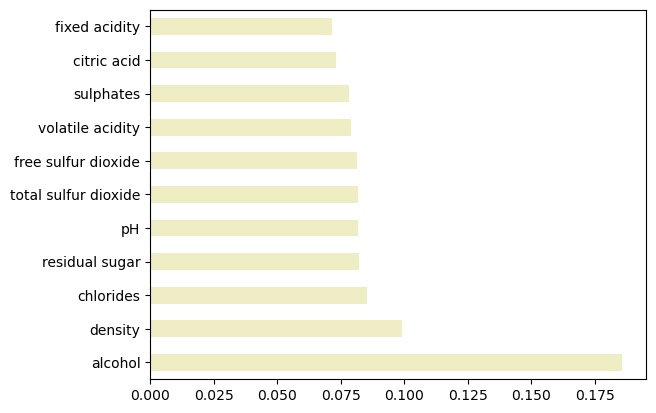 fixed acidity
citric acid
sulphates
volatile acidity
free sulfur dioxide
total sulfur dioxide
pH
residual sugar
chlorides
density
alcohol
0.000 0.025 0.050 0.075 0.100 0.125 0.150 0.175